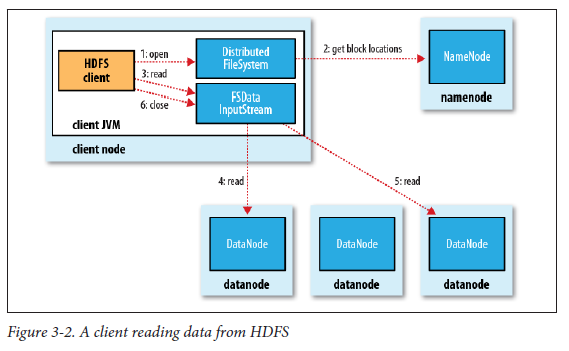 HDFS
client
1: open
3: read
6: close
Distributed
FileSystem
FSData
InputStream
client JVM
client node
2: get block locations
NameNode
namenode
4: read
5: read
DataNode
datanode
DataNode
datanode
DataNode
datanode
Figure 3-2. A client reading data from HDFS